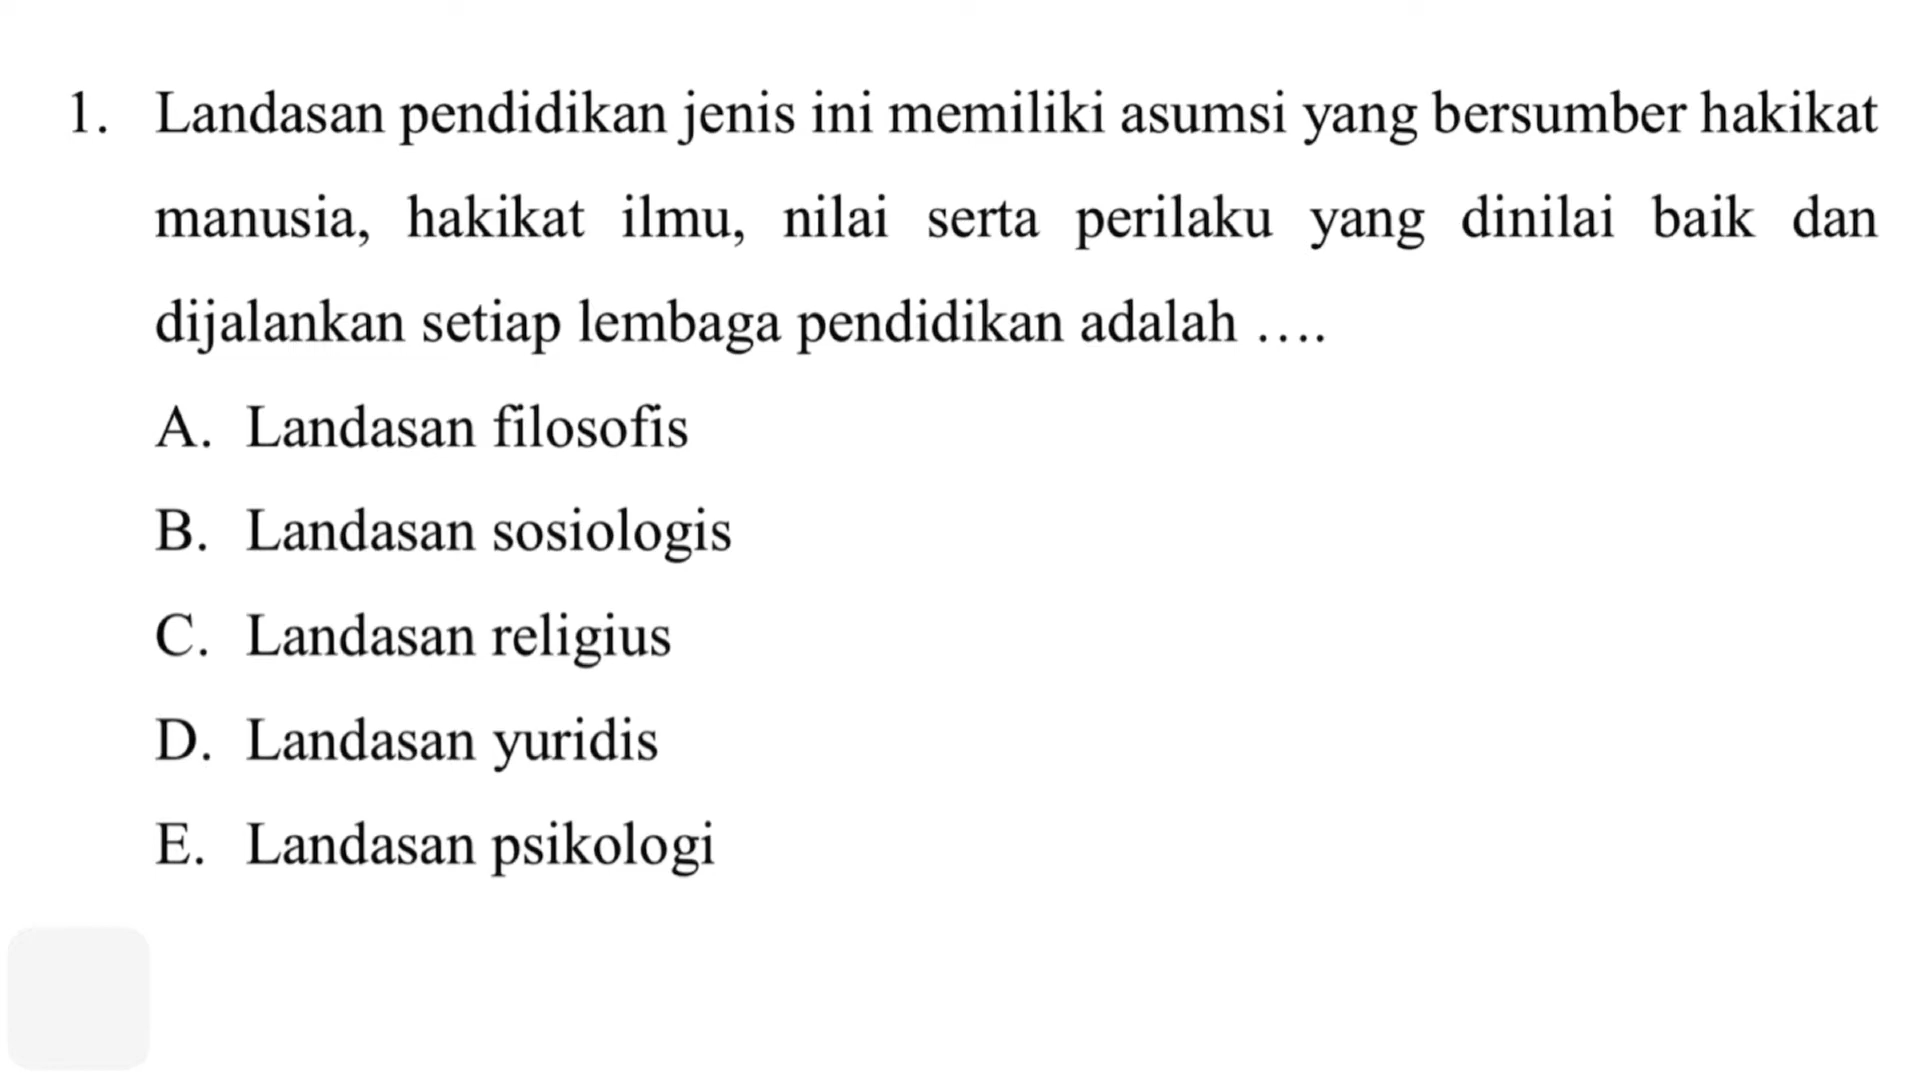 1. Landasan pendidikan jenis ini memiliki asumsi yang bersumber hakikat
manusia, hakikat ilmu, nilai serta perilaku yang dinilai baik dan
dijalankan setiap lembaga pendidikan adalah ….
A. Landasan filosofis
B. Landasan sosiologis
C. Landasan religius
D. Landasan yuridis
E. Landasan psikologi